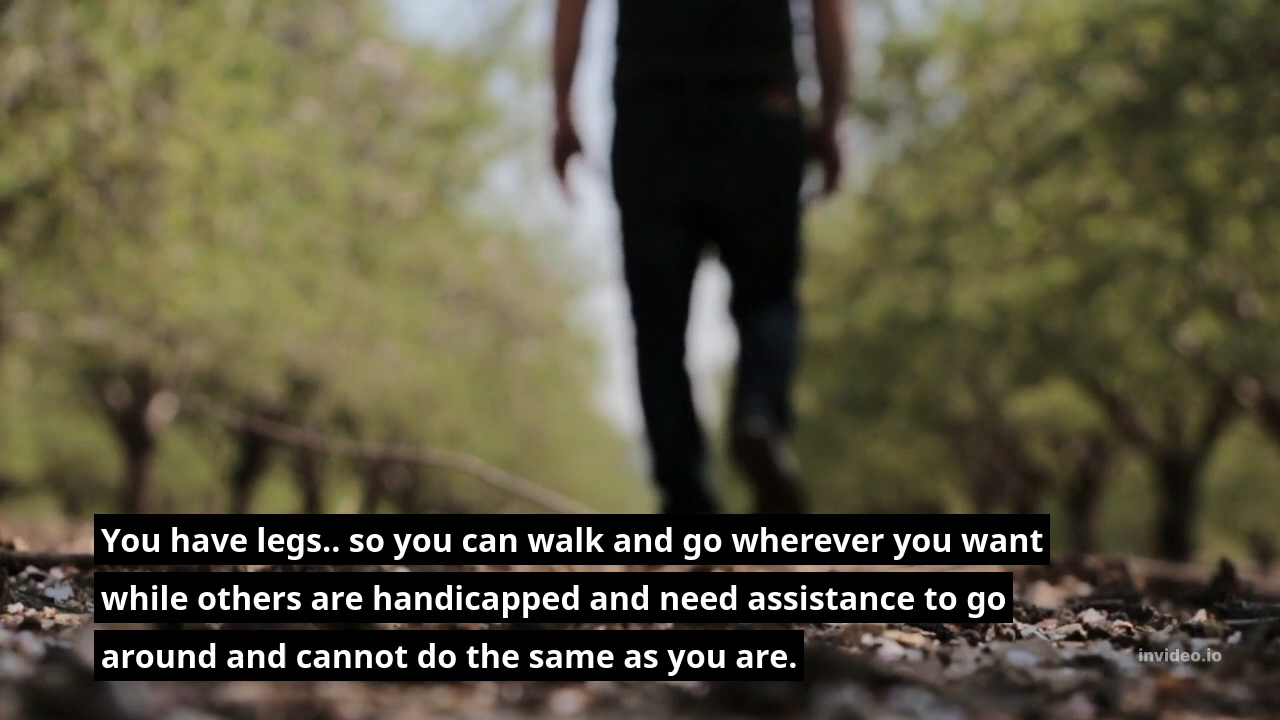 You have legs.. so you can walk and go wherever you want
while others are handicapped and need assistance to go
around and cannot do the same as you are.
invideo.io